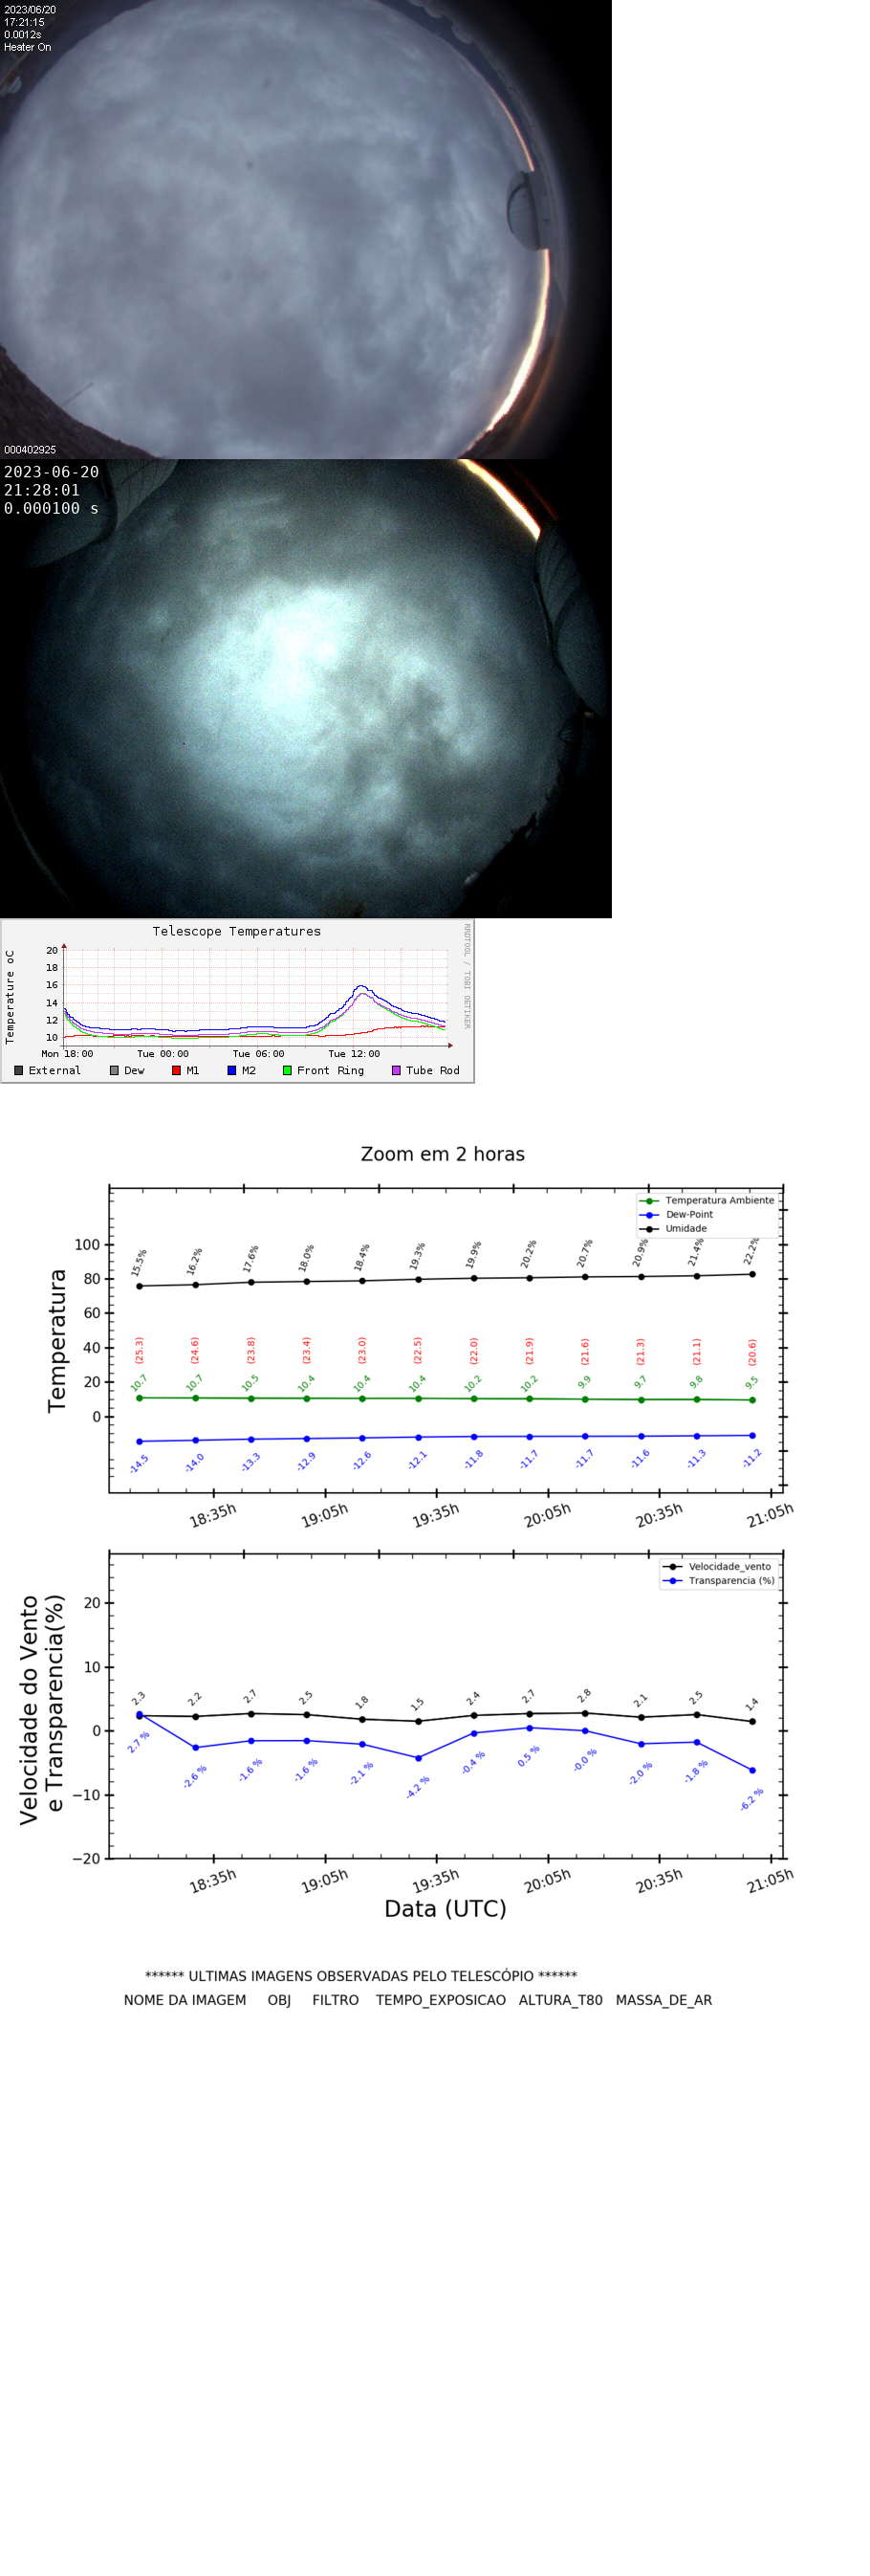 2023/06/20
17:21:15
0.0012s
Heater On
000402925
2023-06-20
21:28:01
0.000100 s
Telescope Temperatures
RRDTOOL / TOBI OETIKER
Temperature oC
20
18
16
14
12
10
Mon 18:00 Tue 00:00 Tue 06:00 Tue 12:00
External Dew M1 M2 Front Ring Tube Rod
Zoom em 2 horas
Temperatura Ambiente
Dew-Point
Umidade
Temperatura
100
80
60
40
20
0
15.5% 16.2% 17.6% 18.0% 18.4% 19.3% 19.9% 20.2% 20.7% 20.9% 21.4% 22.2%
(25.3) (24.6) (23.8) (23.4) (23.0) (22.5) (22.0) (21.9) (21.6) (21.3) (21.1) (20.6)
10.7 10.7 10.5 10.4 10.4 10.4 10.2 10.2 9.9 9.7 9.8 9.5
-14.5 -14.0 -13.3 -12.9 -12.6 -12.1 -11.8 -11.7 -11.7 -11.6 -11.3 -11.2
18:35h 19:05h 19:35h 20:05h 20:35h 21:05h
Velocidade_vento
Transparencia (%)
Velocidade do Vento
e Transparencia(%)
20
10
0
−10
−20
2.3 2.2 2.7 2.5 1.8 1.5 2.4 2.7 2.8 2.1 2.5 1.4
2.7 % -2.6 % -1.6 % -1.6 % -2.1 % -4.2 % -0.4 % 0.5 % -0.0 % -2.0 % -1.8 % -6.2 %
18:35h 19:05h 19:35h 20:05h 20:35h 21:05h
Data (UTC)
****** ULTIMAS IMAGENS OBSERVADAS PELO TELESCÓPIO ******
NOME DA IMAGEM OBJ FILTRO TEMPO_EXPOSICAO ALTURA_T80 MASSA_DE_AR